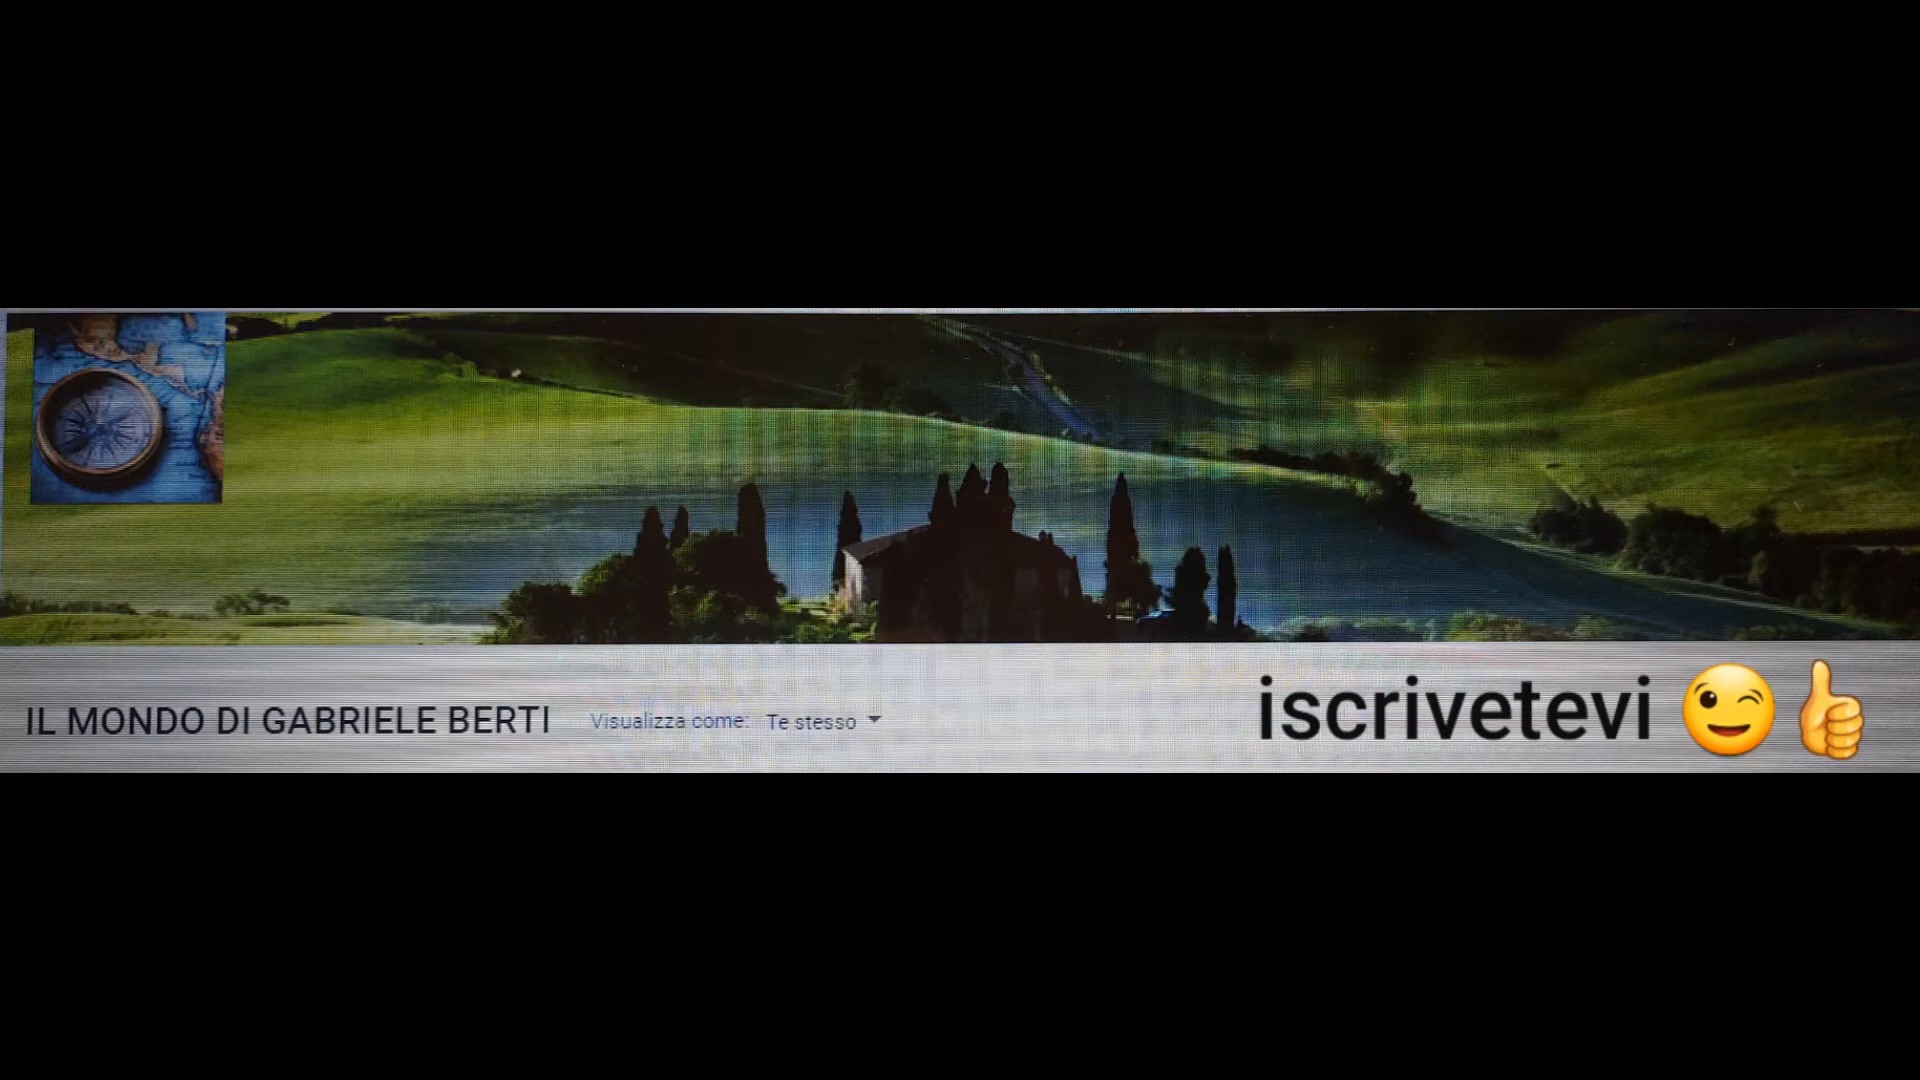 IL MONDO DI GABRIELE BERTI Visualizza come: Te stesso iscrivetevi 😉👍